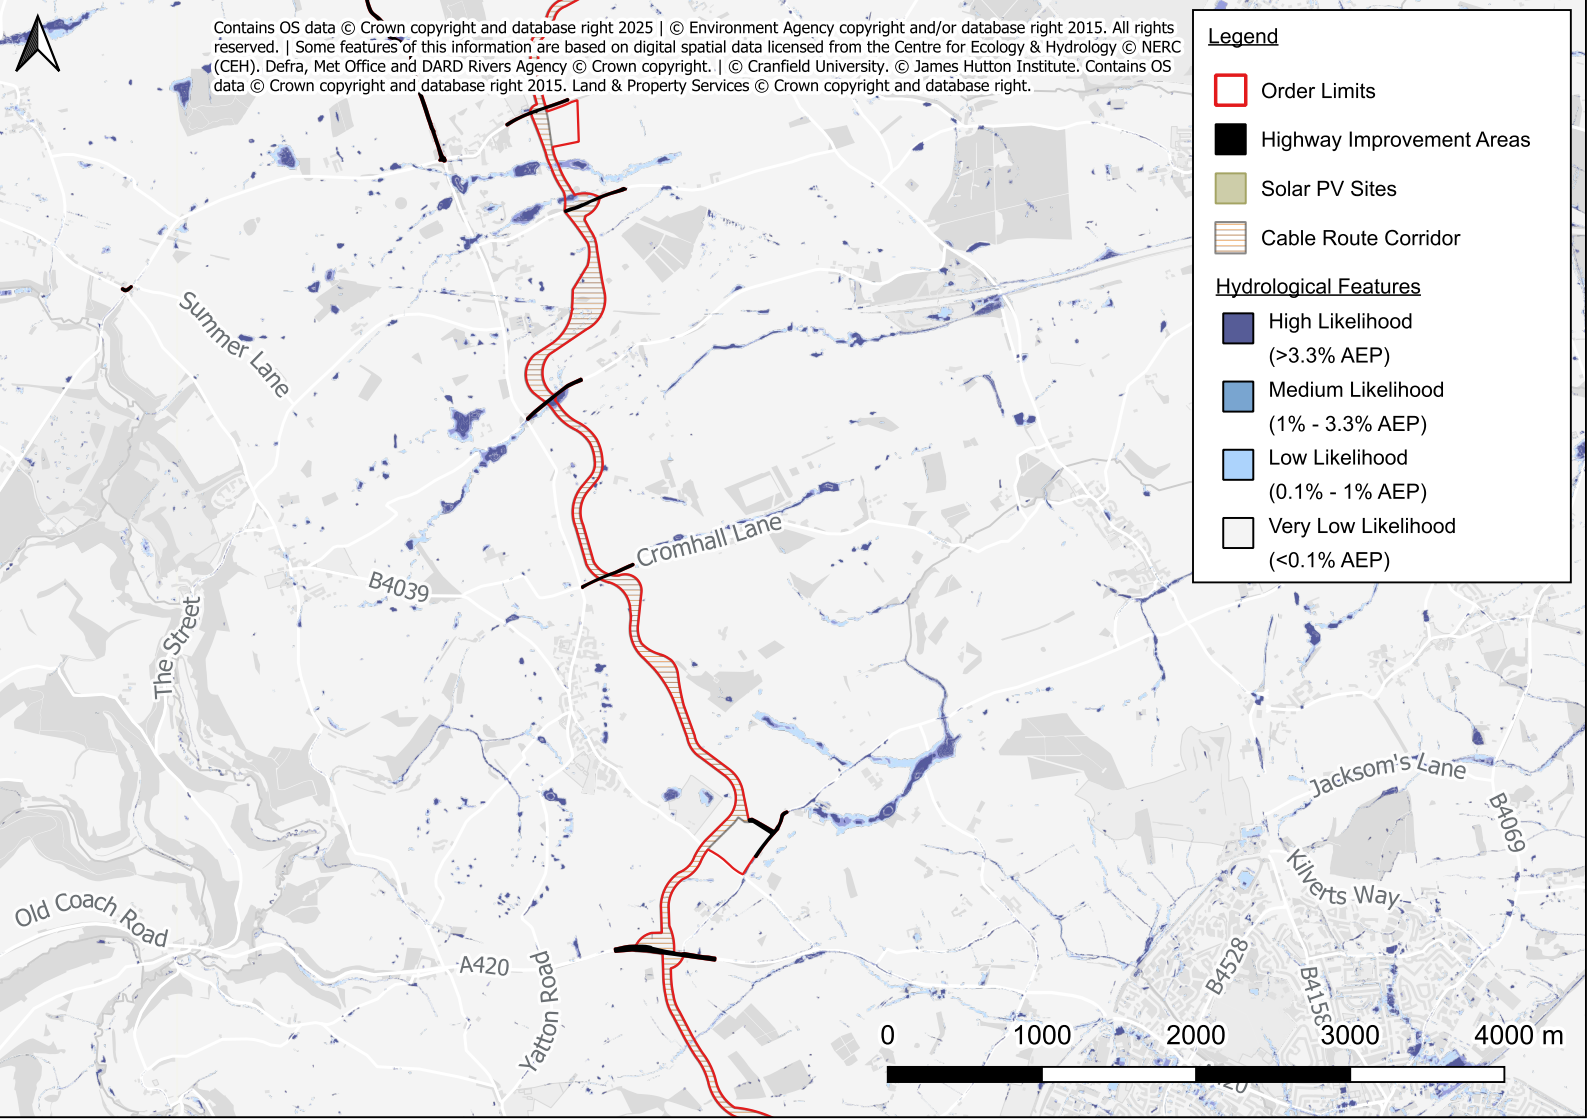 Contains OS data © Crown copyright and database right 2025 | © Environment Agency copyright and/or database right 2015. All rights
reserved. | Some features of this information are based on digital spatial data licensed from the Centre for Ecology & Hydrology © NERC
(CEH). Defra, Met Office and DARD Rivers Agency © Crown copyright. | © Cranfield University. © James Hutton Institute. Contains OS
data © Crown copyright and database right 2015. Land & Property Services © Crown copyright and database right.
Legend
Order Limits
Highway Improvement Areas
Solar PV Sites
Cable Route Corridor
Hydrological Features
High Likelihood
(>3.3% AEP)
Medium Likelihood
(1% - 3.3% AEP)
Low Likelihood
(0.1% - 1% AEP)
Very Low Likelihood
(<0.1% AEP)
Summer Lane
Cromhall Lane
B4039
The Street
Jacksom's Lane
B4069
Kilverts Way
Old Coach Road
A420
Yatton Road
B4528
B4158
0 1000 2000 3000 4000 m